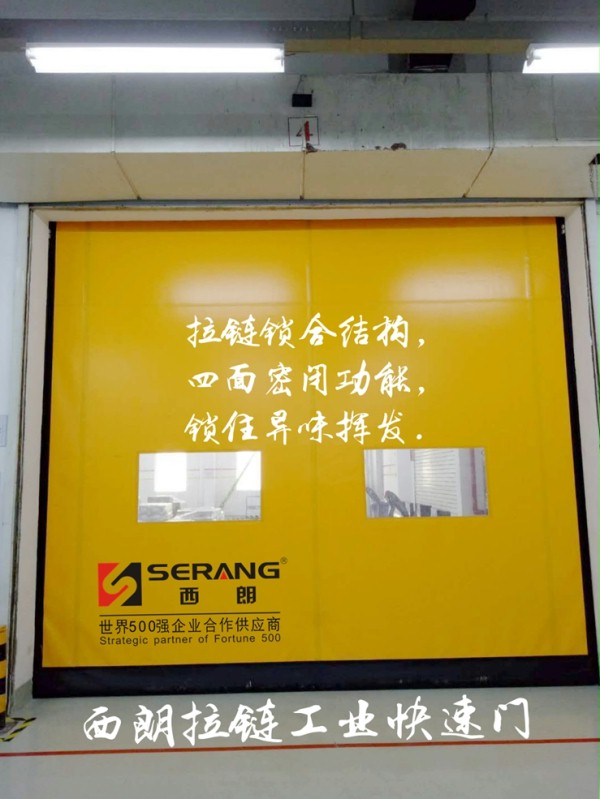 4
拉链锁合结构,
四面密闭功能,
锁住异味挥发.
SERANG®
西朗
世界500强企业合作供应商
Strategic partner of Fortune 500
西朗拉链工业快速门